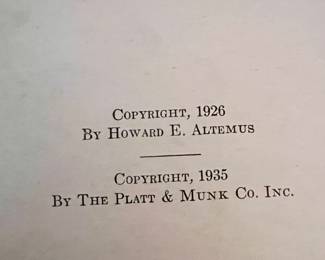 Copyright, 1926
By Howard E. Altemus
Copyright, 1935
By The Platt & Munk Co. Inc.